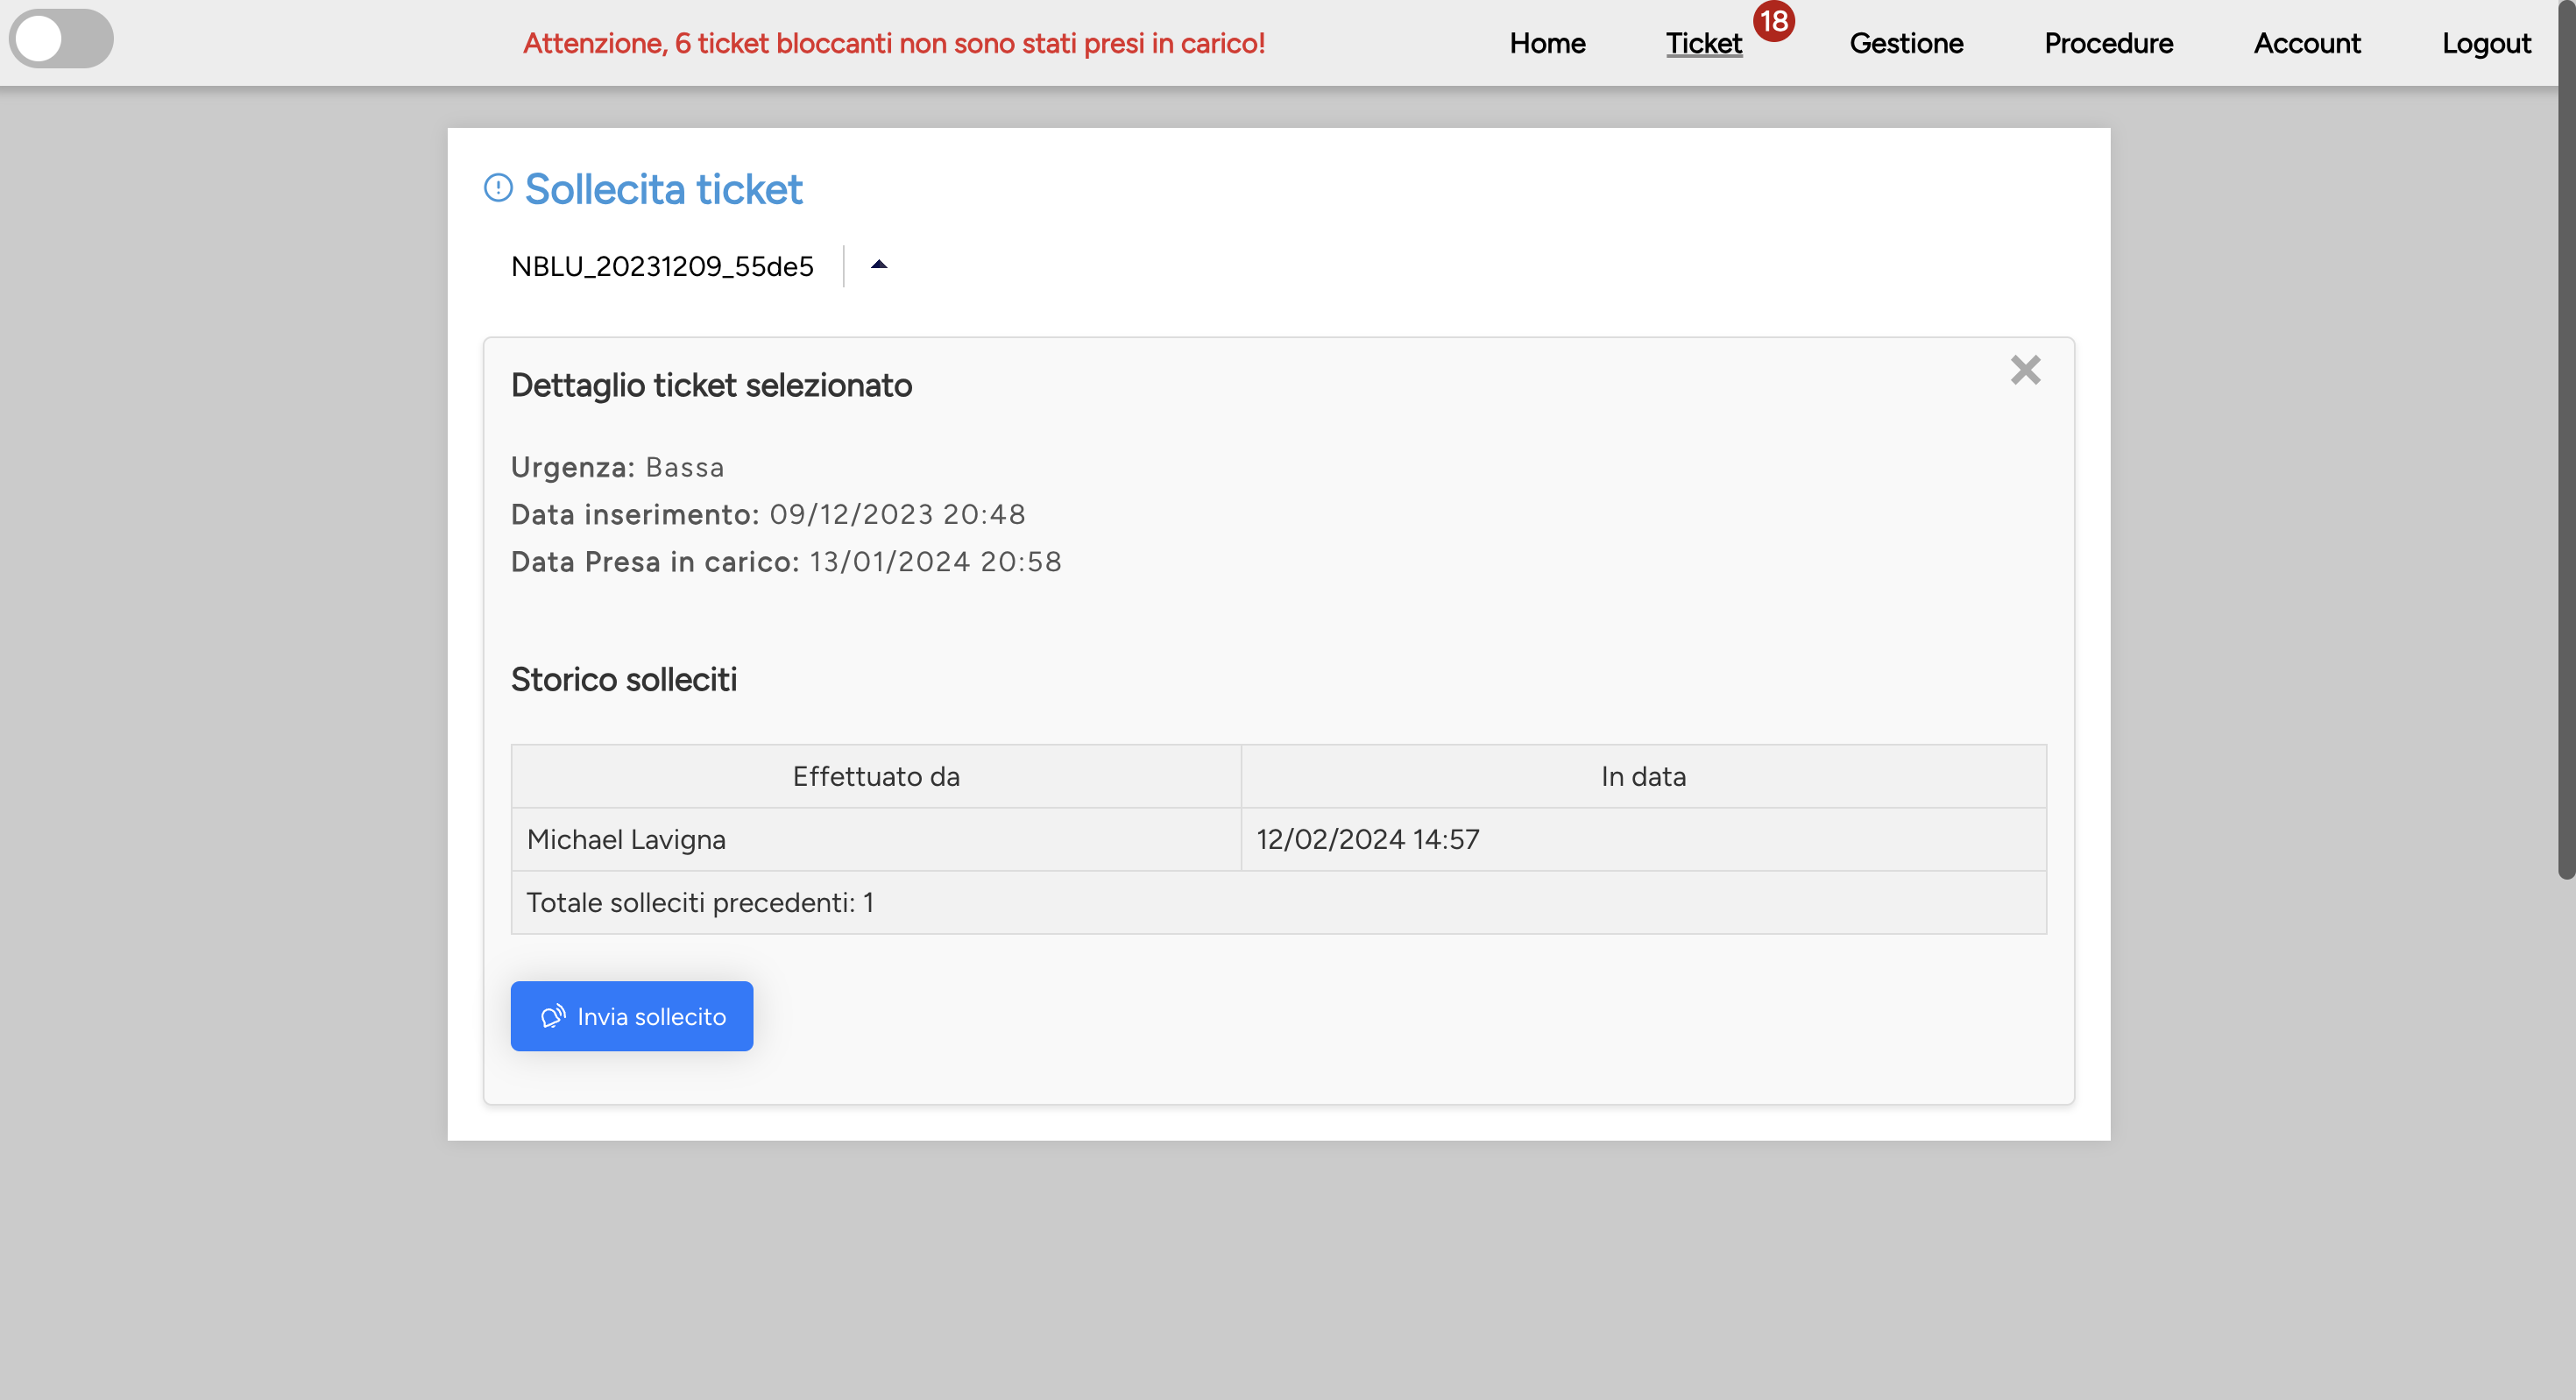 Attenzione, 6 ticket bloccanti non sono stati presi in carico!
Home
Ticket
18
Gestione
Procedure
Account
Logout
Sollecita ticket
NBLU_20231209_55de5
Dettaglio ticket selezionato
Urgenza: Bassa
Data inserimento: 09/12/2023 20:48
Data Presa in carico: 13/01/2024 20:58
Storico solleciti
Effettuato da
In data
Michael Lavigna
12/02/2024 14:57
Totale solleciti precedenti: 1
Invia sollecito